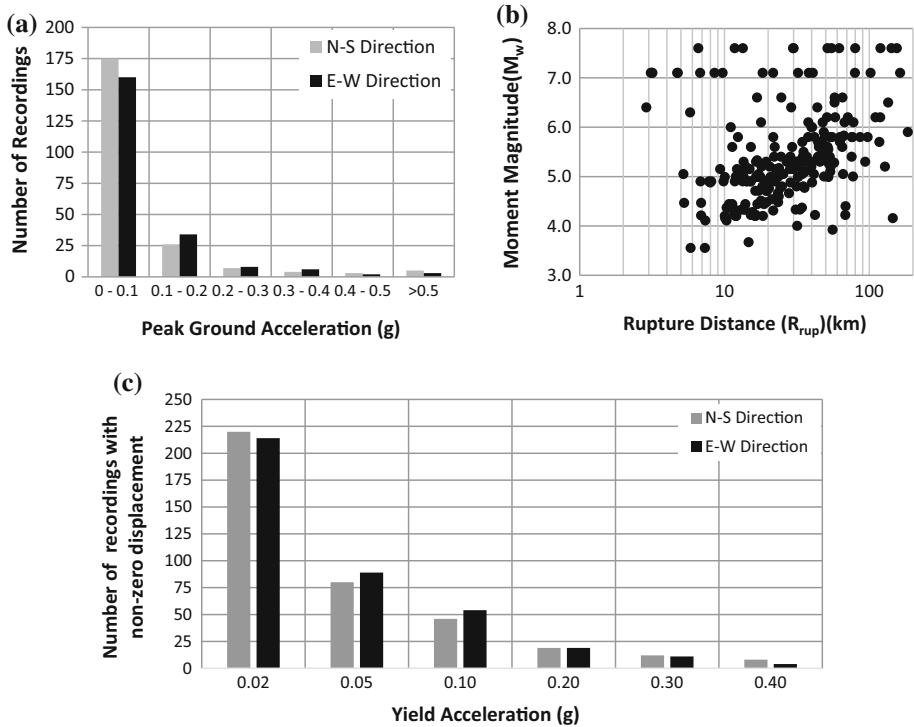 (a)
200
175
150
125
100
75
50
25
0
Number of Recordings
N-S Direction
E-W Direction
0 - 0.1
0.1 - 0.2
0.2 - 0.3
0.3 - 0.4
0.4 - 0.5
>0.5
Peak Ground Acceleration (g)
(b)
8.0
7.0
6.0
5.0
4.0
3.0
Moment Magnitude(Mw)
1
10
100
Rupture Distance (Rrup)(km)
(c)
250
225
200
175
150
125
100
75
50
25
0
Number of recordings with
non-zero displacement
N-S Direction
E-W Direction
0.02
0.05
0.10
0.20
0.30
0.40
Yield Acceleration (g)